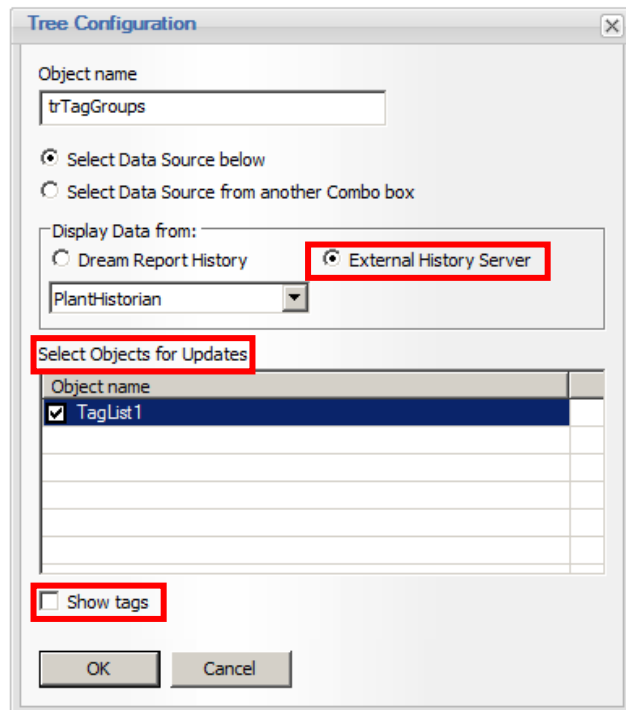 Tree Configuration
Object name
trTagGroups
Select Data Source below
Select Data Source from another Combo box
Display Data from:
Dream Report History External History Server
PlantHistorian
Select Objects for Updates
Object name
TagList1
Show tags
OK Cancel